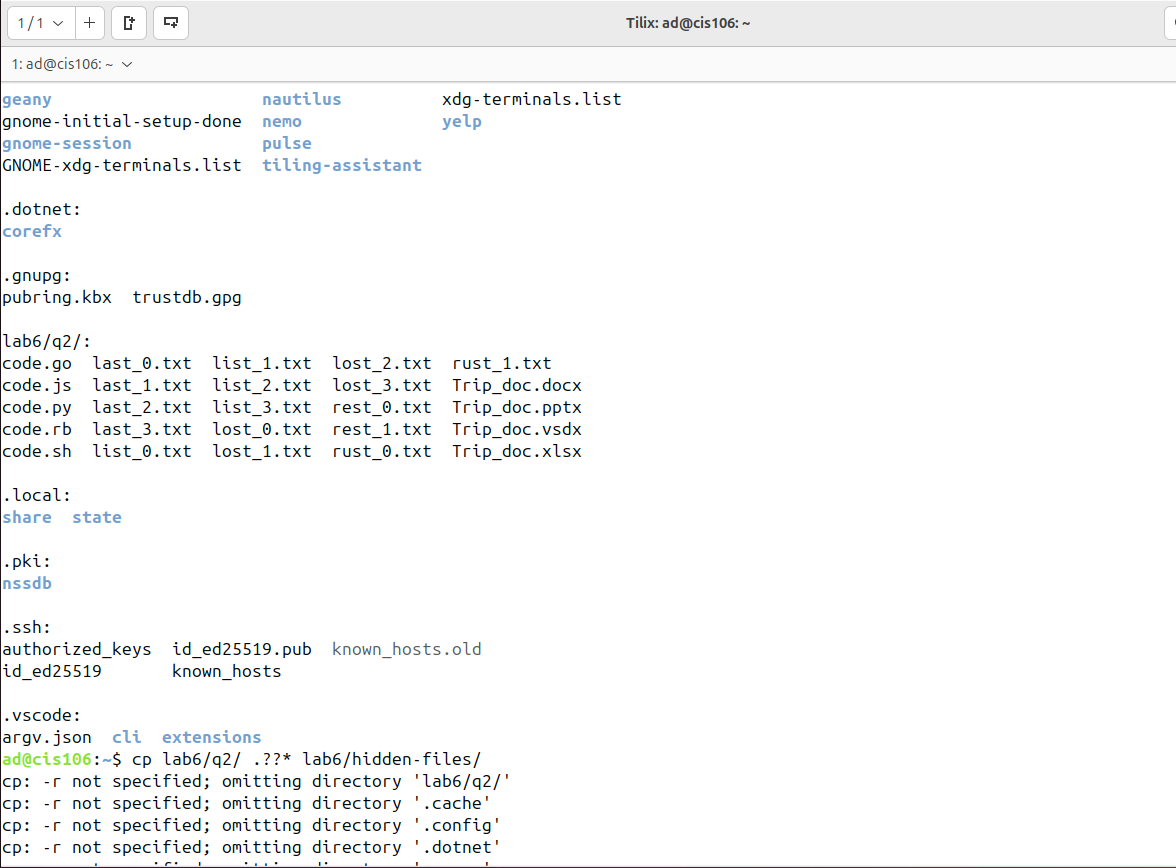 1 / 1
Tilix: ad@cis106: ~
1: ad@cis106: ~
geany                     nautilus          xdg-terminals.list
gnome-initial-setup-done  nemo              yelp
gnome-session             pulse
GNOME-xdg-terminals.list  tiling-assistant
.dotnet:
corefx
.gnupg:
pubring.kbx  trustdb.gpg
lab6/q2/:
code.go  last_0.txt  list_1.txt  lost_2.txt  rust_1.txt
code.js  last_1.txt  list_2.txt  lost_3.txt  Trip_doc.docx
code.py  last_2.txt  list_3.txt  rest_0.txt  Trip_doc.pptx
code.rb  last_3.txt  lost_0.txt  rest_1.txt  Trip_doc.vsdx
code.sh  list_0.txt  lost_1.txt  rust_0.txt  Trip_doc.xlsx
.local:
share  state
.pki:
nssdb
.ssh:
authorized_keys  id_ed25519.pub  known_hosts.old
id_ed25519       known_hosts
.vscode:
argv.json  cli  extensions
ad@cis106:~$ cp lab6/q2/ .??* lab6/hidden-files/
cp: -r not specified; omitting directory 'lab6/q2/'
cp: -r not specified; omitting directory '.cache'
cp: -r not specified; omitting directory '.config'
cp: -r not specified; omitting directory '.dotnet'